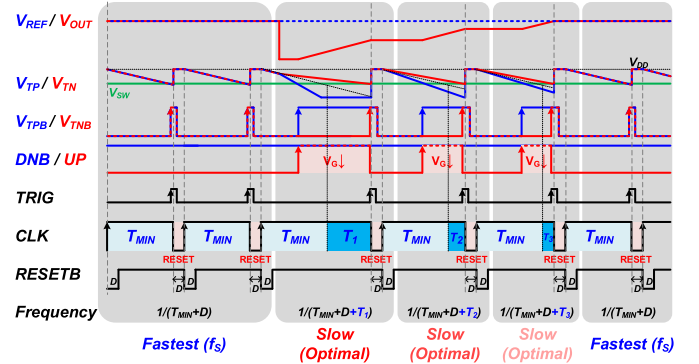 VREF / VOUT
VDD
VTP / VTN
VSW
VTPB / VTNB
DNB / UP VG↓ VG↓ VG↓
TRIG
CLK TMIN TMIN TMIN T1 TMIN T2 TMIN T3 TMIN
RESET RESET RESET RESET RESET RESET
RESETB D D D D D D D D D D D D D
Frequency 1/(TMIN+D) 1/(TMIN+D+T1) 1/(TMIN+D+T2) 1/(TMIN+D+T3) 1/(TMIN+D)
Fastest (fS) Slow Slow Slow Fastest (fS)
(Optimal) (Optimal) (Optimal)